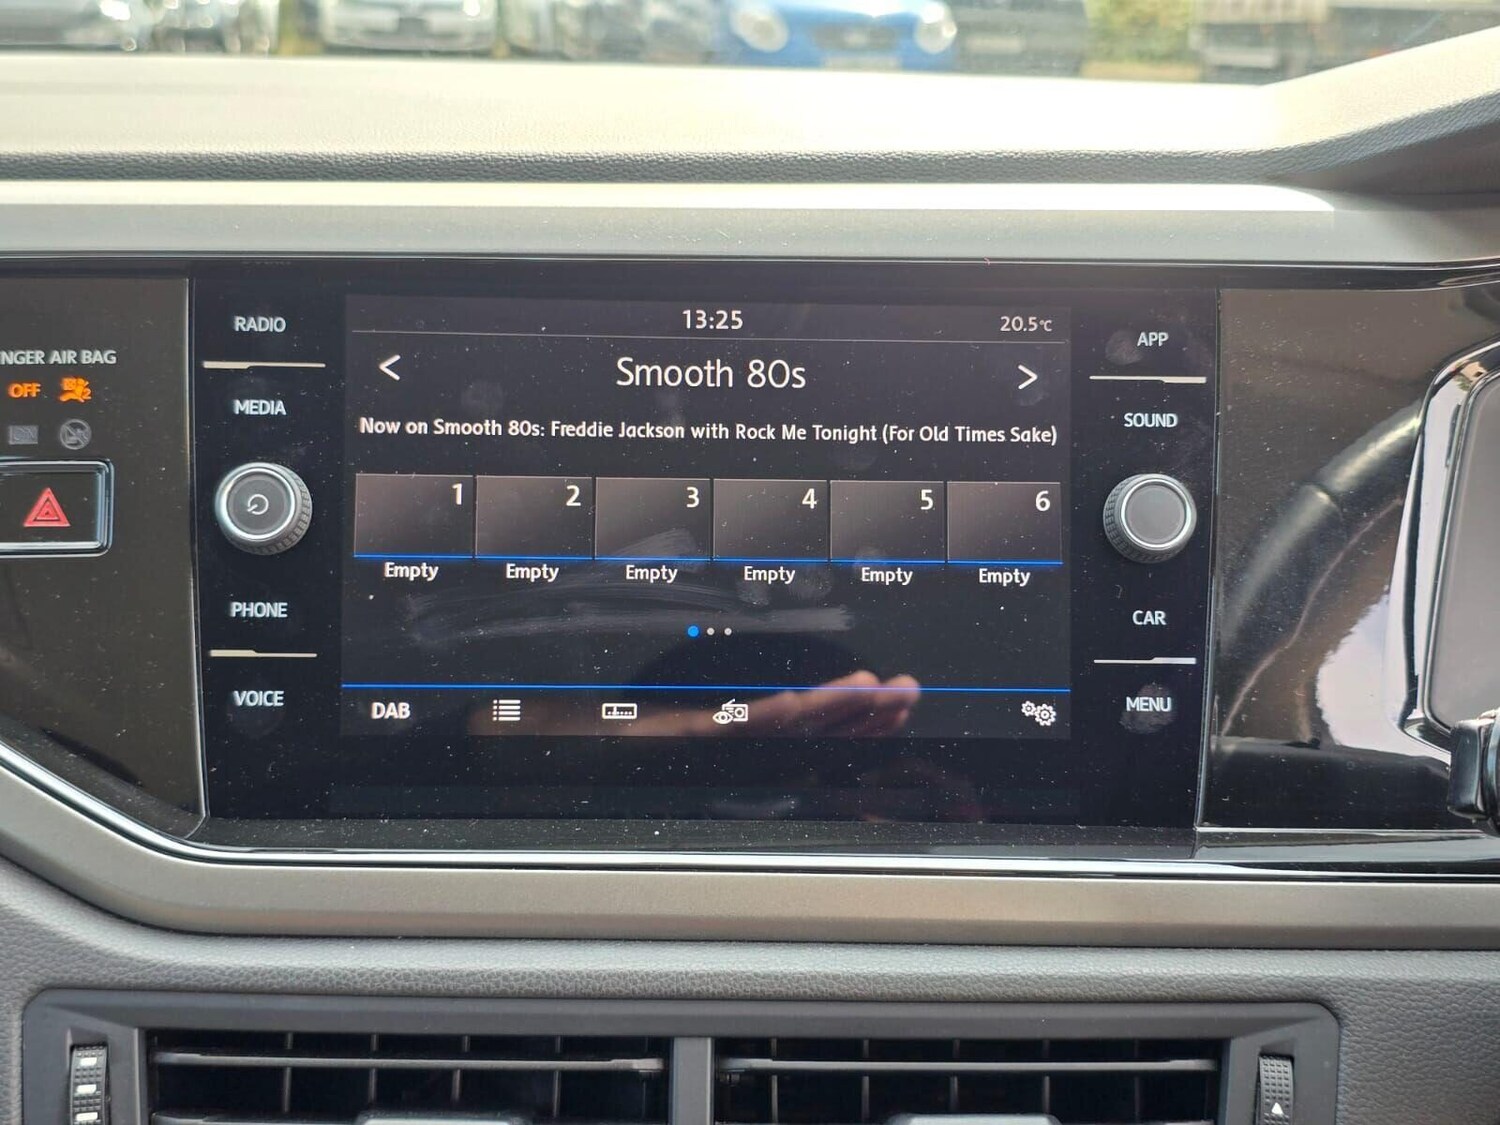 13:25
20.5°C
RADIO
MEDIA
PHONE
VOICE
NGER AIR BAG
OFF
<
Smooth 80s
>
Now on Smooth 80s: Freddie Jackson with Rock Me Tonight (For Old Times Sake)
1 2 3 4 5 6
Empty Empty Empty Empty Empty Empty
DAB
APP
SOUND
CAR
MENU